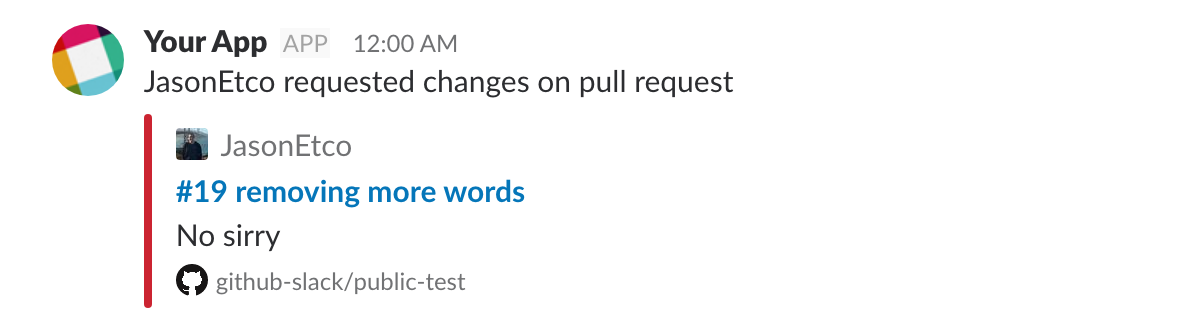 Your App APP 12:00 AM
JasonEtco requested changes on pull request
JasonEtco
#19 removing more words
No sirry
github-slack/public-test